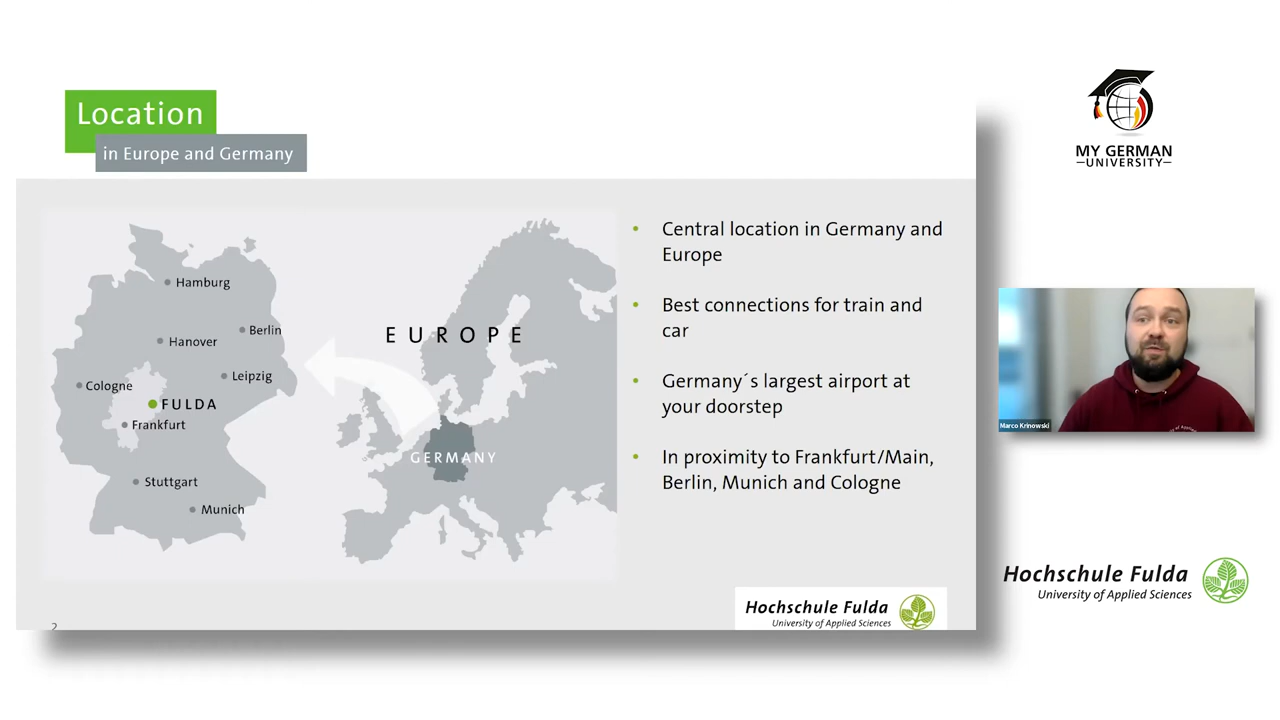 Location
in Europe and Germany
Hamburg
Berlin
Hanover
Leipzig
Cologne
FULDA
Frankfurt
Stuttgart
Munich
EUROPE
GERMANY
• Central location in Germany and
Europe
• Best connections for train and
car
• Germany´s largest airport at
your doorstep
• In proximity to Frankfurt/Main,
Berlin, Munich and Cologne
2
Hochschule Fulda
University of Applied Sciences
MY GERMAN
UNIVERSITY
Marco Krinowski
Hochschule Fulda
University of Applied Sciences